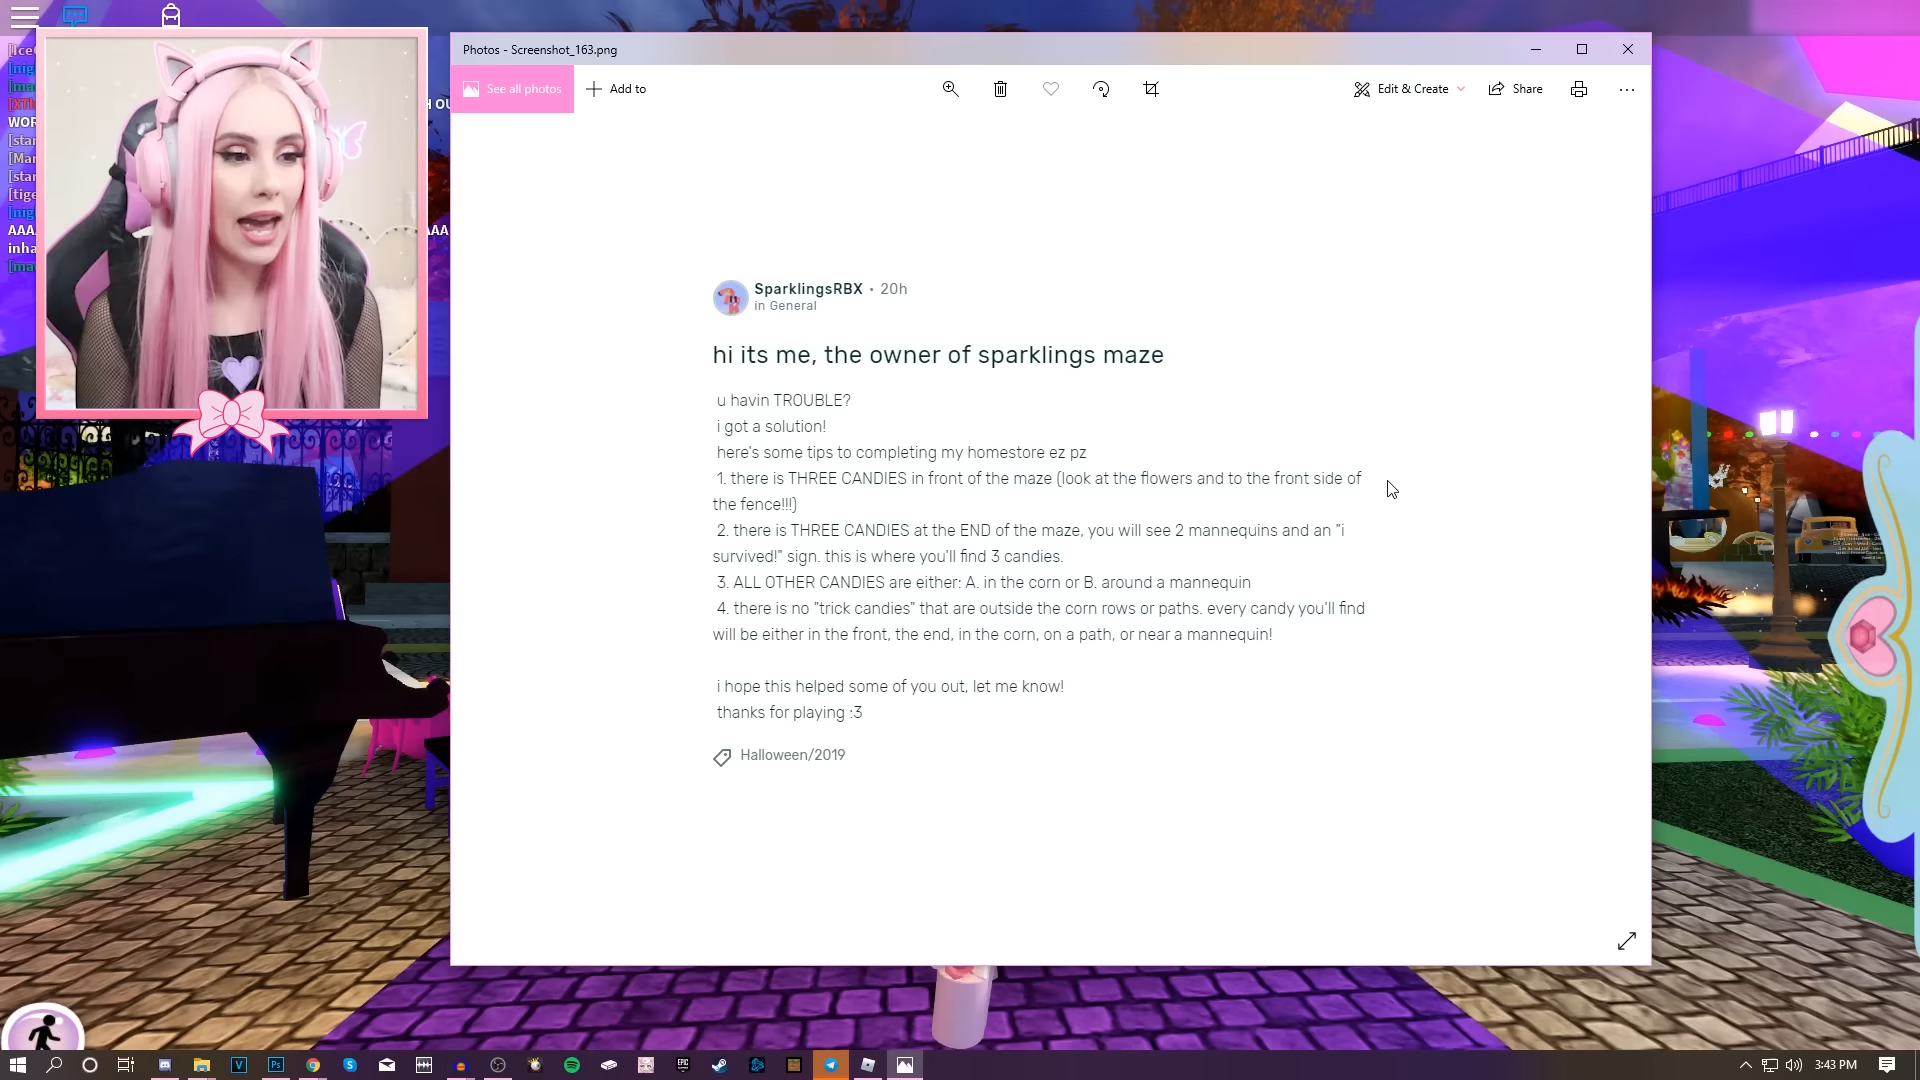 Photos - Screenshot_163.png
See all photos
Add to
Edit & Create
Share
SparklingsRBX • 20h
in General
hi its me, the owner of sparklings maze
u havin TROUBLE?
i got a solution!
here's some tips to completing my homestore ez pz
1. there is THREE CANDIES in front of the maze (look at the flowers and to the front side of
the fence!!!)
2. there is THREE CANDIES at the END of the maze, you will see 2 mannequins and an "i
survived!" sign. this is where you'll find 3 candies.
3. ALL OTHER CANDIES are either: A. in the corn or B. around a mannequin
4. there is no "trick candies" that are outside the corn rows or paths. every candy you'll find
will be either in the front, the end, in the corn, on a path, or near a mannequin!
i hope this helped some of you out, let me know!
thanks for playing :3
Halloween/2019
3:43 PM